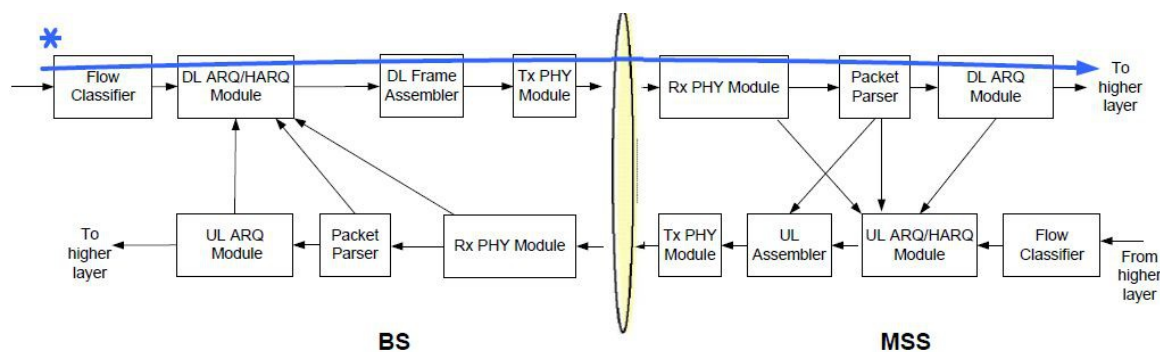 Flow
Classifier
DL ARQ/HARQ
Module
DL Frame
Assembler
Tx PHY
Module
Rx PHY Module
Packet
Parser
DL ARQ
Module
To
higher
layer
To
higher
layer
UL ARQ
Module
Packet
Parser
Rx PHY Module
Tx PHY
Module
UL
Assembler
UL ARQ/HARQ
Module
Flow
Classifier
From
higher
layer
BS
MSS